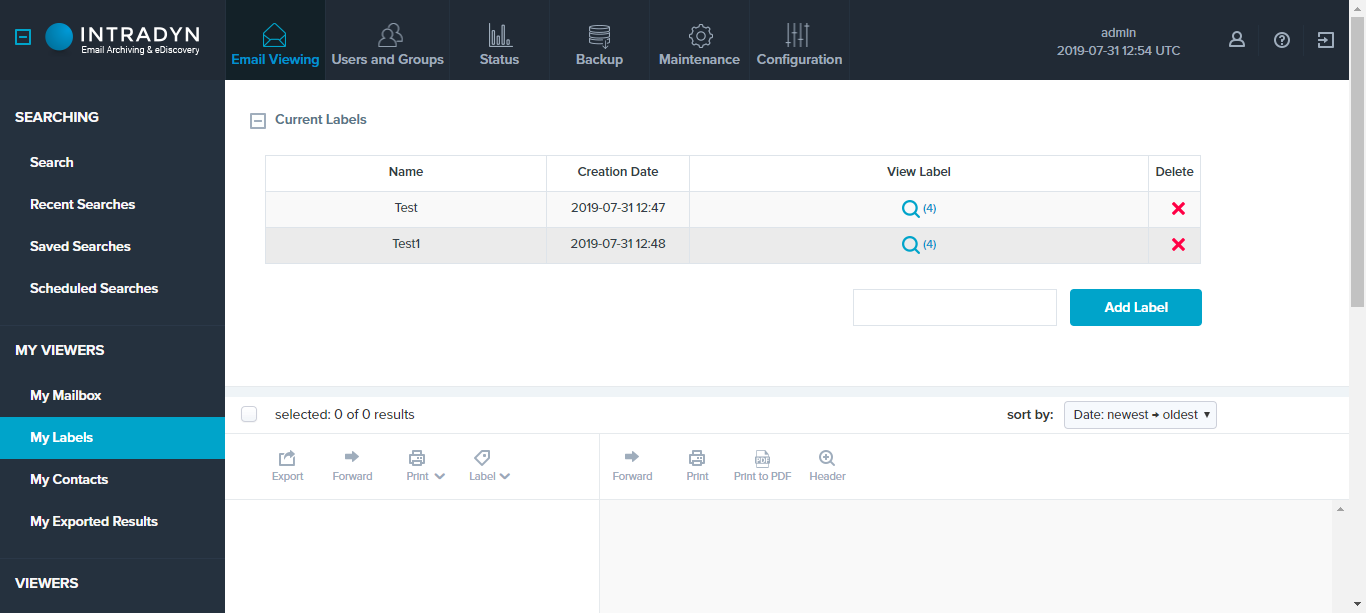 INTRADYN
Email Archiving & eDiscovery
Email Viewing
Users and Groups
Status
Backup
Maintenance
Configuration
admin
2019-07-31 12:54 UTC
SEARCHING
Search
Recent Searches
Saved Searches
Scheduled Searches
MY VIEWERS
My Mailbox
My Labels
My Contacts
My Exported Results
VIEWERS
Current Labels
Name Creation Date View Label Delete
Test 2019-07-31 12:47 (4)
Test1 2019-07-31 12:48 (4)
Add Label
selected: 0 of 0 results
sort by: Date: newest → oldest
Export Forward Print Label
Forward Print Print to PDF Header
PDF